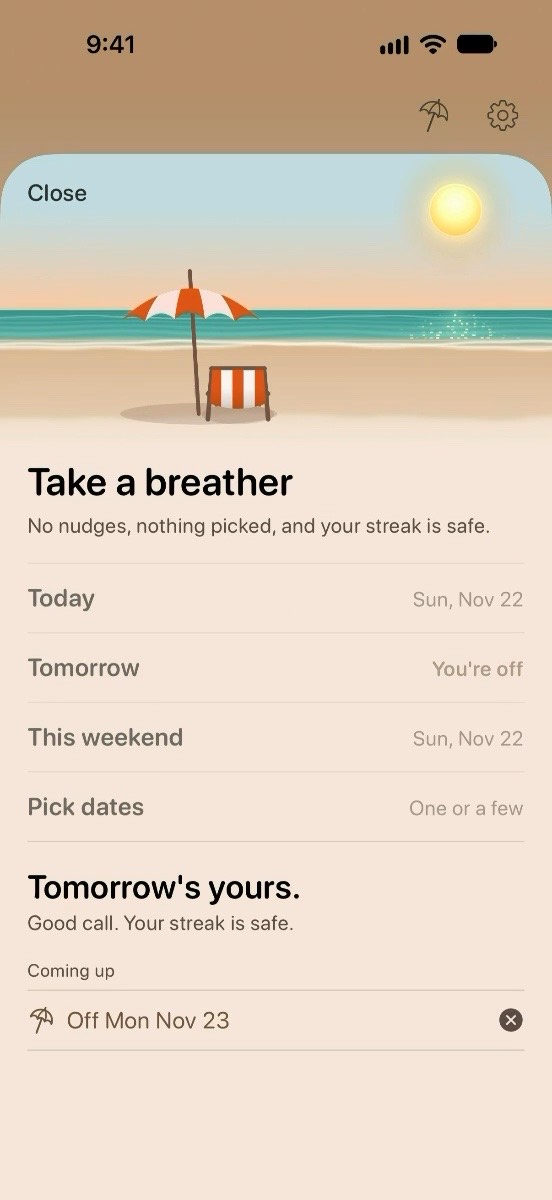 9:41
Close
Take a breather
No nudges, nothing picked, and your streak is safe.
Today Sun, Nov 22
Tomorrow You're off
This weekend Sun, Nov 22
Pick dates One or a few
Tomorrow's yours.
Good call. Your streak is safe.
Coming up
Off Mon Nov 23